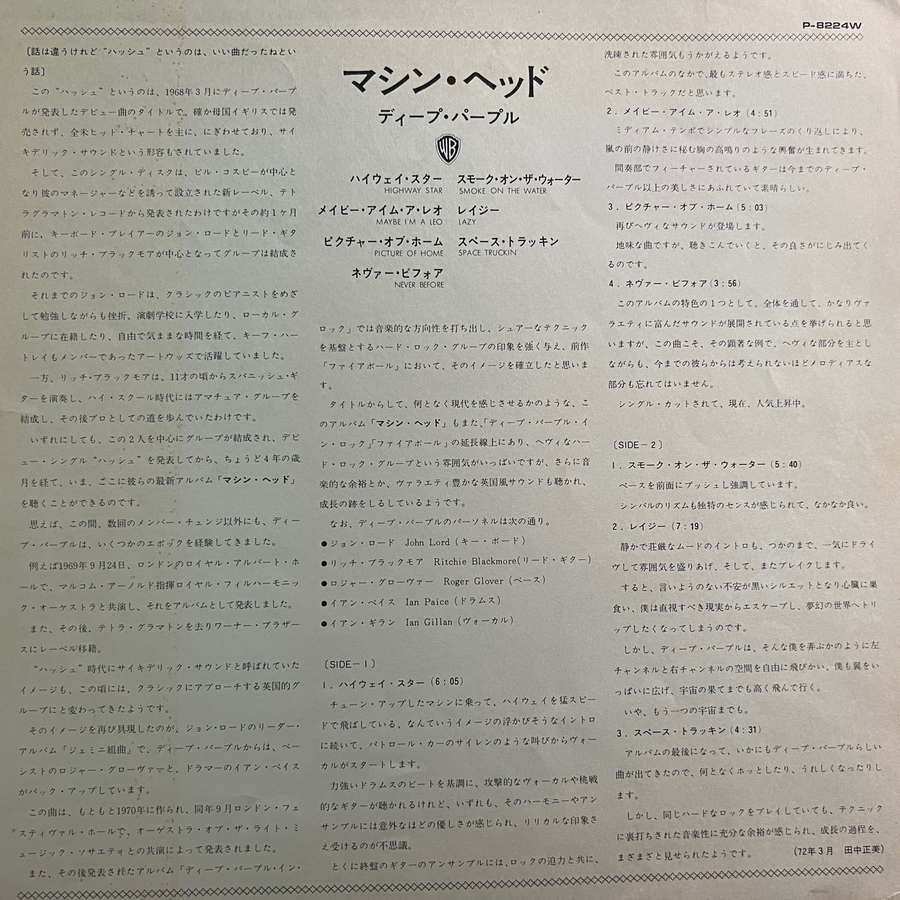 P-8224W
［話は違うけれど“ハッシュ”というのは、いい曲だったねとい
う話］
この“ハッシュ”というのは、1968年3月にディープ・パープ
ルが発表したデビュー曲のタイトルで、確か母国イギリスでは発
売されず、全米ヒット・チャートを主に、にぎわせており、サイ
キデリック・サウンドという形容もされていました。
そして、このシングル・ディスクは、ビル・コスビーが中心と
なり彼のマネージャーなどを誘って設立された新レーベル、テト
ラグラマトン・レコードから発表されたわけですがその約1ヶ月
前に、キーボード・プレイアーのジョン・ロードとリード・ギタ
リストのリッチ・ブラックモアが中心となってグループは結成さ
れたのです。
それまでのジョン・ロードは、クラシックのピアニストをめざ
して勉強しながらも挫折、演劇学校に入学したり、ローカル・グ
ループに在籍したり、自由で気ままな時間を経て、キーフ・ハー
トレイもメンバーであったアートウッズで活躍していました。
一方、リッチ・ブラックモアは、11才の頃からスパニッシュ・ギ
ターを演奏し、ハイ・スクール時代にはアマチュア・グループを
結成し、その後プロとしての道を歩んでいたわけです。
いずれにしても、この2人を中心にグループが結成され、デビ
ュー・シングル“ハッシュ”を発表してから、ちょうど4年の歳
月を経て、いま、ここに彼らの最新アルバム「マシン・ヘッド」
を聴くことができるのです。
思えば、この間、数回のメンバー・チェンジ以外にも、ディー
プ・パープルは、いくつかのエポックを経験してきました。
例えば1969年9月24日、ロンドンのロイヤル・アルバート・ホ
ールで、マルコム・アーノルド指揮ロイヤル・フィルハーモニッ
ク・オーケストラと共演し、それをアルバムとして発表しました。
また、その後、テトラ・グラマトンを去りワーナー・ブラザー
スにレーベル移籍。
“ハッシュ”時代にサイキデリック・サウンドと呼ばれていた
イメージも、この頃には、クラシックにアプローチする英国的グ
ループにと変わってきたようです。
そのイメージを再び具現したのが、ジョン・ロードのリーダー・
アルバム「ジェミニ組曲」で、ディープ・パープルからは、ベー
シストのロジャー・グローヴァーと、ドラマーのイアン・ペイス
がバック・アップしています。
この曲は、もともと1970年に作られ、同年9月ロンドン・フェ
スティヴァル・ホールで、オーケストラ・オブ・ザ・ライト・ミ
ュージック・ソサエティとの共演によって発表されました。
また、その後発表されたアルバム「ディープ・パープル・イン・
マシン・ヘッド
ディープ・パープル
WB
ハイウェイ・スター
HIGHWAY STAR
メイビー・アイム・ア・レオ
MAYBE I'M A LEO
ピクチャー・オブ・ホーム
PICTURE OF HOME
ネヴァー・ビフォア
NEVER BEFORE
スモーク・オン・ザ・ウォーター
SMOKE ON THE WATER
レイジー
LAZY
スペース・トラッキン
SPACE TRUCKIN'
ロック」では音楽的な方向性を打ち出し、シュアーなテクニック
を基盤とするハード・ロック・グループの印象を強く与え、前作
「ファイアボール」において、そのイメージを確立したと思いま
す。
タイトルからして、何となく現代を感じさせるかのような、こ
のアルバム「マシン・ヘッド」もまた、「ディープ・パープル・イ
ン・ロック」「ファイアボール」の延長線上にあり、ヘヴィなハー
ド・ロック・グループという雰囲気がいっぱいですが、さらに音
楽的な余裕とか、ヴァラエティ豊かな英国風サウンドも聴かれ、
成長の跡をしるしているようです。
なお、ディープ・パープルのパーソネルは次の通り。
●ジョン・ロード John Lord（キー・ボード）
●リッチ・ブラックモア Ritchie Blackmore(リード・ギター)
●ロジャー・グローヴァー Roger Glover（ベース）
●イアン・ペイス Ian Paice（ドラムス）
●イアン・ギラン Ian Gillan（ヴォーカル）
〔SIDE－1〕
1．ハイウェイ・スター（6：05）
チューン・アップしたマシンに乗って、ハイウェイを猛スピー
ドで飛ばしている、なんていうイメージの浮かびそうなイントロ
に続いて、パトロール・カーのサイレンのような叫びからヴォー
カルがスタートします。
力強いドラムスのビートを基調に、攻撃的なヴォーカルや挑戦
的なギターが聴かれるけれど、いずれも、そのハーモニーやアン
サンブルには意外なほどの優しさが感じられ、リリカルな印象さ
え受けるのが不思議。
とくに終盤のギターのアンサンブルには、ロックの迫力と共に、
洗練された雰囲気もうかがえるようです。
このアルバムのなかで、最もステレオ感とスピード感に満ちた、
ベスト・トラックだと思います。
2．メイビー・アイム・ア・レオ（4：51）
ミディアム・テンポでシンプルなフレーズのくり返しにより、
嵐の前の静けさに秘む胸の高鳴りのような興奮が生まれてきます。
間奏部でフィーチャーされているギターは今までのディープ・
パープル以上の美しさにあふれていて素晴らしい。
3．ピクチャー・オブ・ホーム（5：03）
再びヘヴィなサウンドが登場します。
地味な曲ですが、聴きこんでいくと、その良さがにじみ出てく
るのです。
4．ネヴァー・ビフォア（3：56）
このアルバムの特色の1つとして、全体を通して、かなりヴァ
ラエティに富んだサウンドが展開されている点を挙げられると思
いますが、この曲こそ、その顕著な例で、ヘヴィな部分を主とし
ながらも、今までの彼らからは考えられないほどメロディアスな
部分も忘れてはいません。
シングル・カットされて、現在、人気上昇中。
〔SIDE－2〕
1．スモーク・オン・ザ・ウォーター（5：40）
ベースを前面にプッシュし強調しています。
シンバルのリズムも独特のセンスが感じられて、なかなか良い。
2．レイジー（7：19）
静かで荘厳なムードのイントロも、つかのまで、一気にドライ
ヴして雰囲気を盛りあげ、そして、またブレイクします。
すると、言いようのない不安が黒いシルエットとなり心臓に巣
食い、僕は直視すべき現実からエスケープし、夢幻の世界へトリ
ップしたくなってしまうのです。
しかし、ディープ・パープルは、そんな僕を弄ぶかのように左
チャンネルと右チャンネルの空間を自由に飛びかい、僕も翼をい
っぱいに広げ、宇宙の果てまでも高く飛んで行く。
いや、もう一つの宇宙までも。
3．スペース・トラッキン（4：31）
アルバムの最後になって、いかにもディープ・パープルらしい
曲が出てきたので、何となくホッとしたり、うれしくなったりし
ます。
しかし、同じハードなロックをプレイしていても、テクニック
に裏打ちされた音楽性に充分な余裕が感じられ、成長の過程を、
まざまざと見せられたようです。
（'72年3月 田中正美）